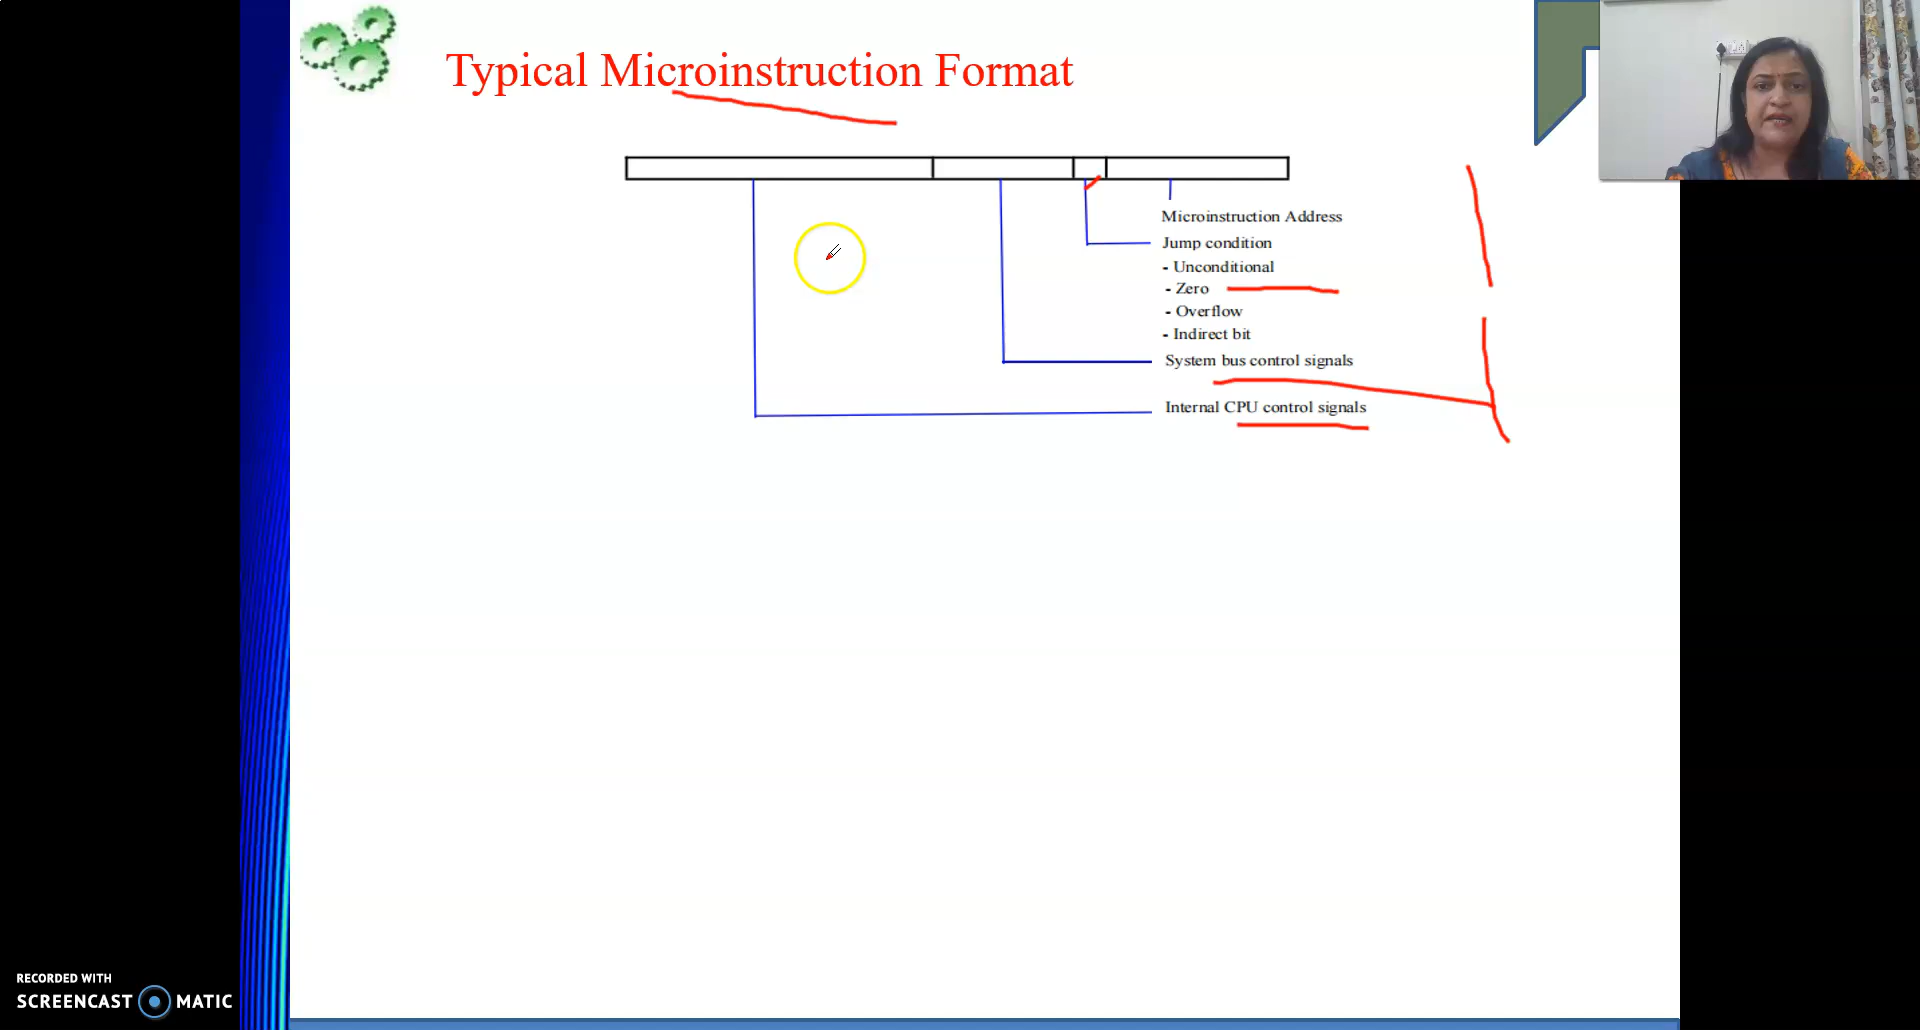 Typical Microinstruction Format
Microinstruction Address
Jump condition
- Unconditional
- Zero
- Overflow
- Indirect bit
System bus control signals
Internal CPU control signals
RECORDED WITH
SCREENCAST MATIC